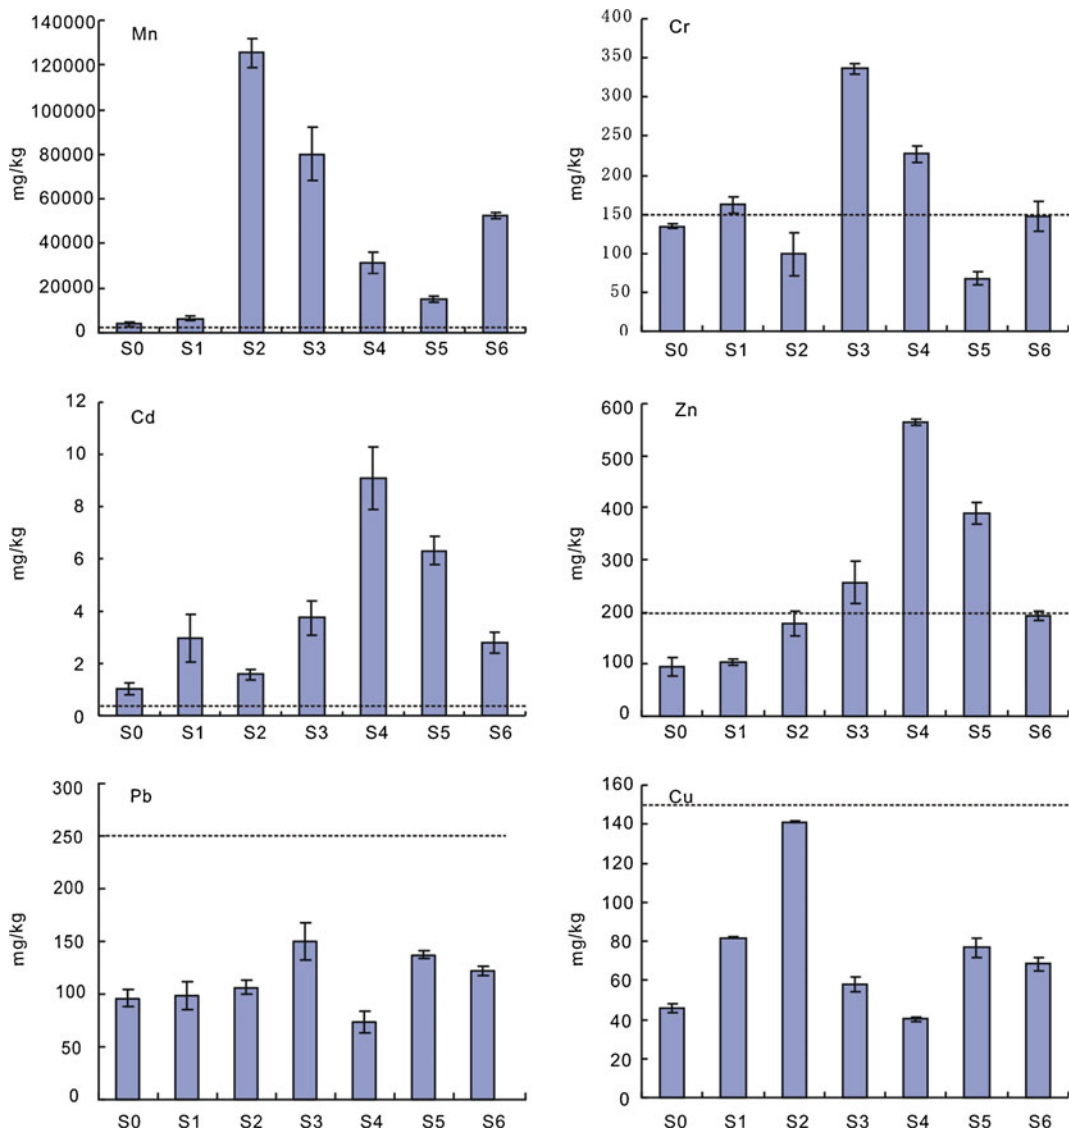 Mn
mg/kg
140000
120000
100000
80000
60000
40000
20000
0
S0 S1 S2 S3 S4 S5 S6
Cr
mg/kg
400
350
300
250
200
150
100
50
0
S0 S1 S2 S3 S4 S5 S6
Cd
mg/kg
12
10
8
6
4
2
0
S0 S1 S2 S3 S4 S5 S6
Zn
mg/kg
600
500
400
300
200
100
0
S0 S1 S2 S3 S4 S5 S6
Pb
mg/kg
300
250
200
150
100
50
0
S0 S1 S2 S3 S4 S5 S6
Cu
mg/kg
160
140
120
100
80
60
40
20
0
S0 S1 S2 S3 S4 S5 S6